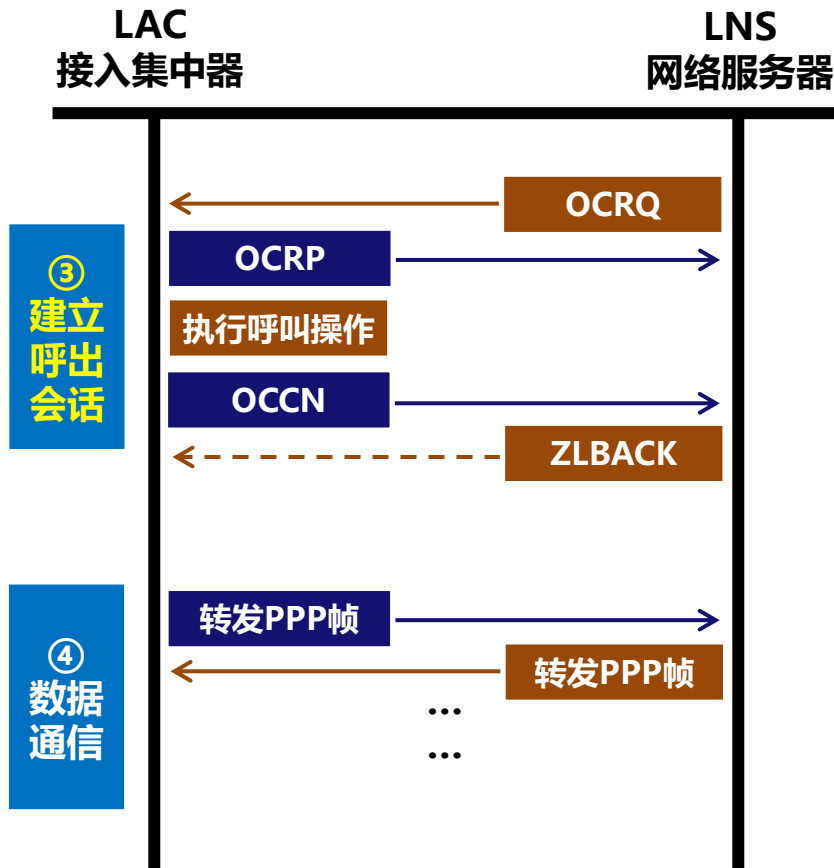 LAC
接入集中器
LNS
网络服务器
OCRQ
③
建立
呼出
会话
OCRP
执行呼叫操作
OCCN
ZLBACK
④
数据
通信
转发PPP帧
转发PPP帧
...
...